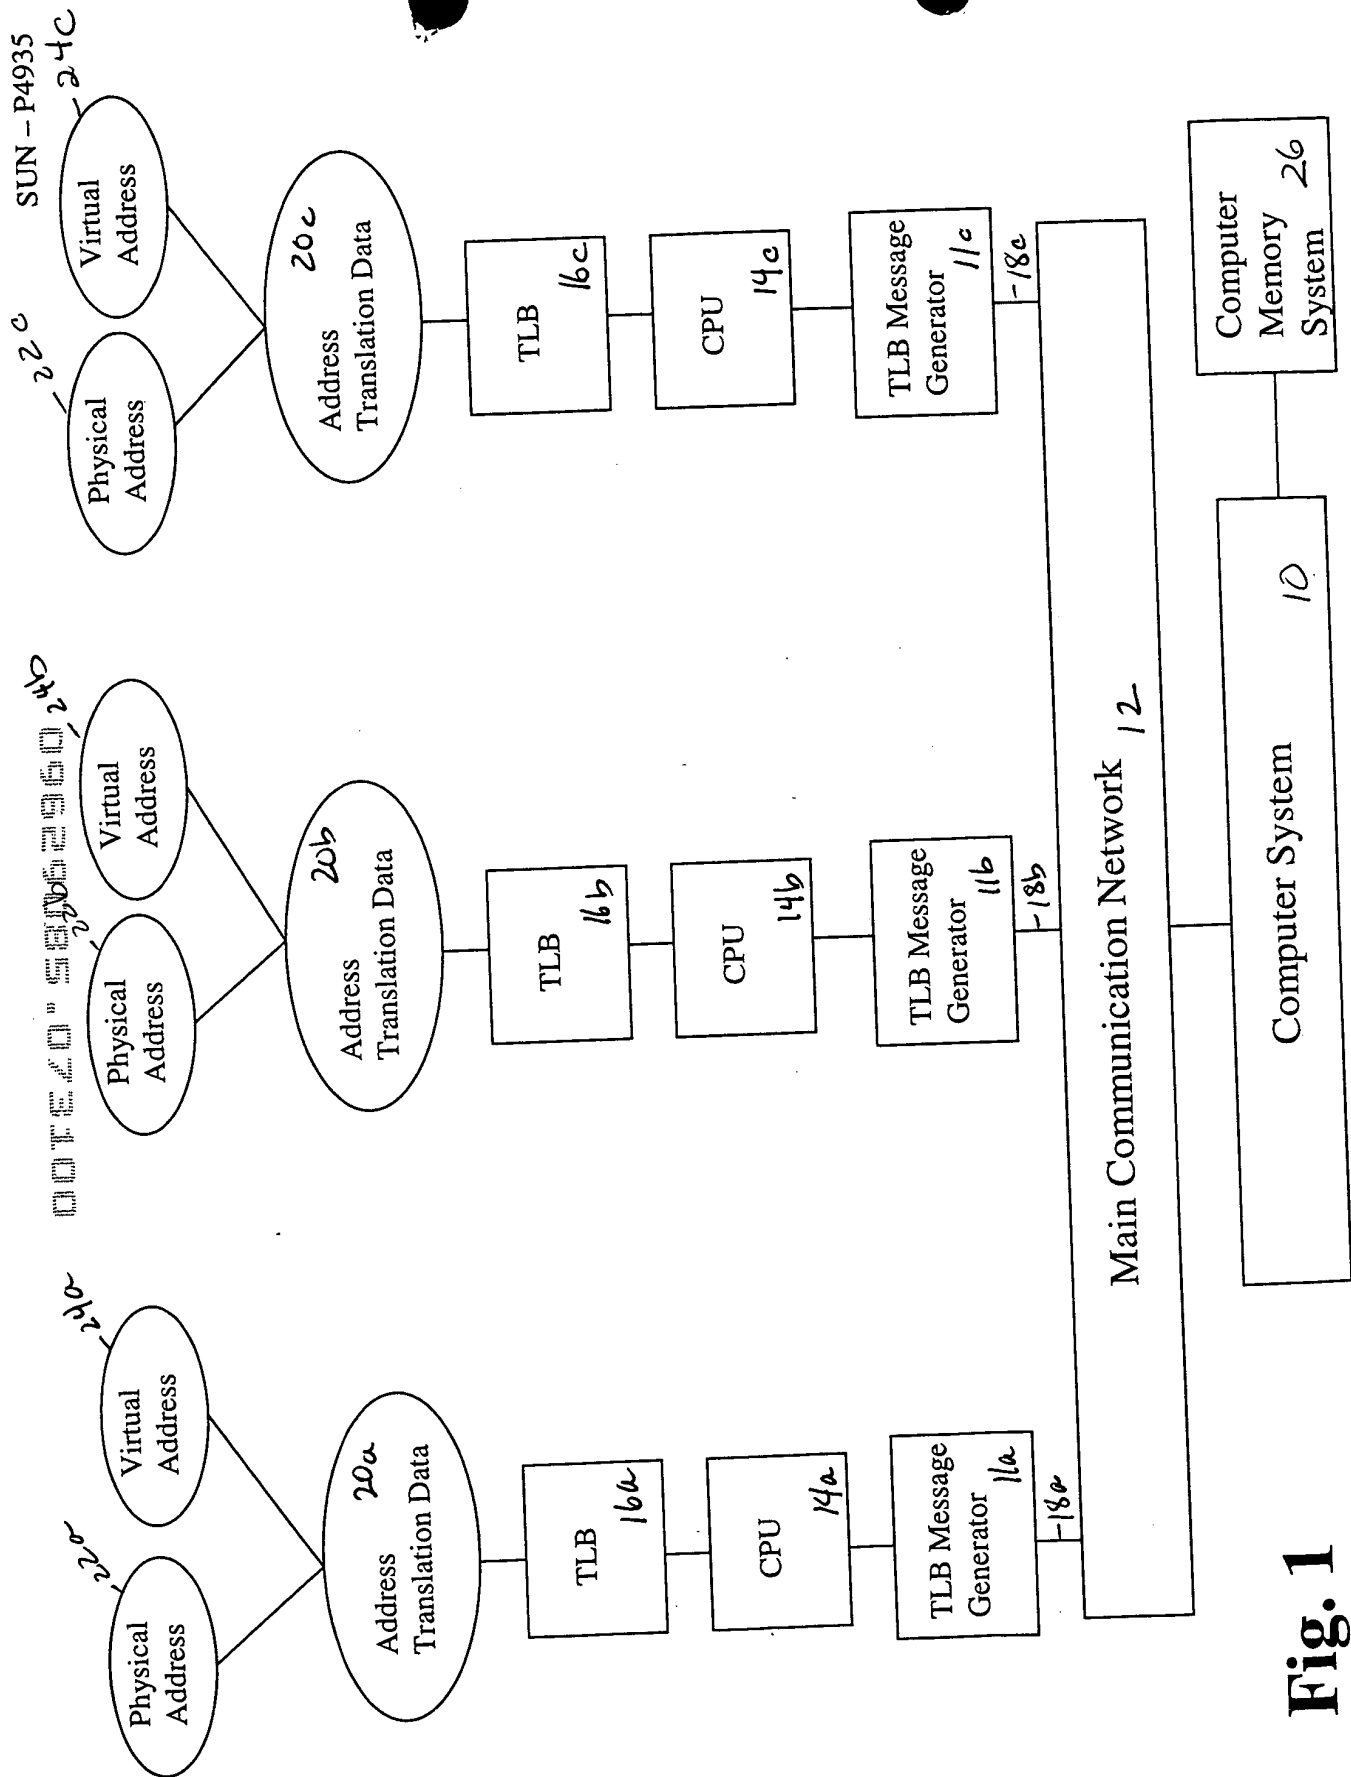 SUN – P4935
22a
24a
22b
24b
22c
24c
Physical
Address
Virtual
Address
Physical
Address
Virtual
Address
Physical
Address
Virtual
Address
20a
Address
Translation Data
20b
Address
Translation Data
20c
Address
Translation Data
TLB
16a
TLB
16b
TLB
16c
CPU
14a
CPU
14b
CPU
14c
TLB Message
Generator 11a
TLB Message
Generator 11b
TLB Message
Generator 11c
18a
18b
18c
Main Communication Network 12
Computer System 10
Computer
Memory
System 26
Fig. 1